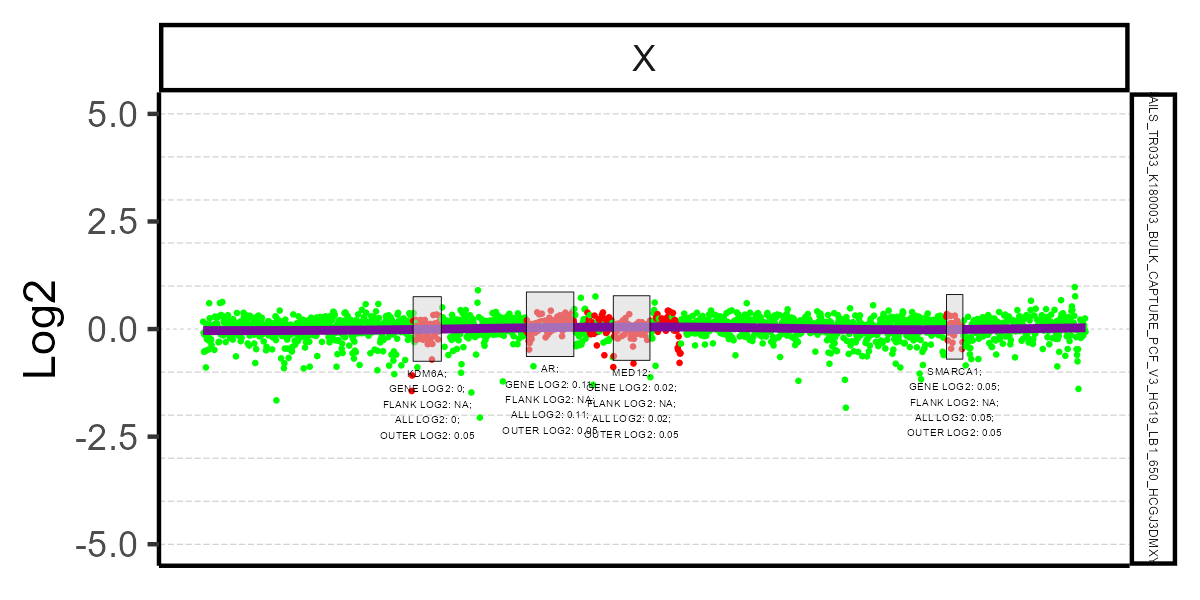 X
5.0
2.5
0.0
-2.5
-5.0
Log2
KDM6A;
GENE LOG2: 0;
FLANK LOG2: NA;
ALL LOG2: 0;
OUTER LOG2: 0.05
AR;
GENE LOG2: 0.11;
FLANK LOG2: NA;
ALL LOG2: 0.11;
OUTER LOG2: 0.05
MED12;
GENE LOG2: 0.02;
FLANK LOG2: NA;
ALL LOG2: 0.02;
OUTER LOG2: 0.05
SMARCA1;
GENE LOG2: 0.05;
FLANK LOG2: NA;
ALL LOG2: 0.05;
OUTER LOG2: 0.05
AILS_TR033_K180003_BULK_CAPTURE_PCF_V3_HG19_LB1_650_HCGJ3DMXY